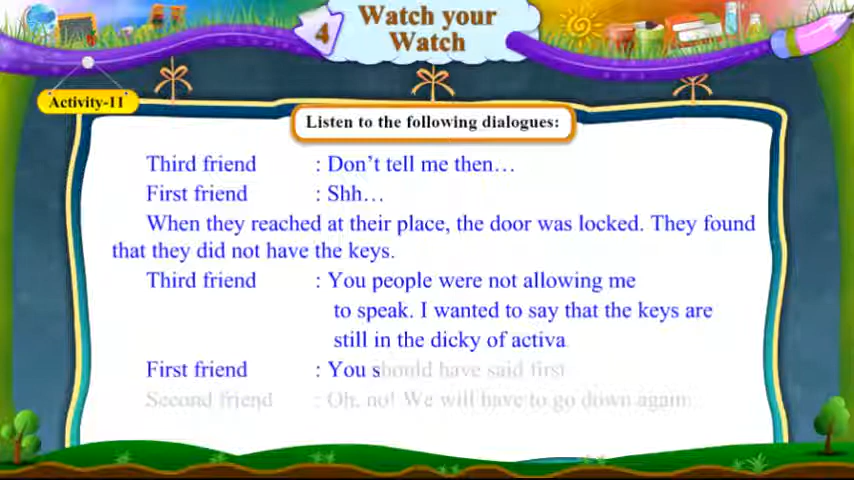 4
Watch your
Watch
Activity-11
Listen to the following dialogues:
Third friend : Don't tell me then...
First friend : Shh...
When they reached at their place, the door was locked. They found
that they did not have the keys.
Third friend : You people were not allowing me
to speak. I wanted to say that the keys are
still in the dicky of activa
First friend : You should have said first
Second friend : Oh, no! We will have to go down again.